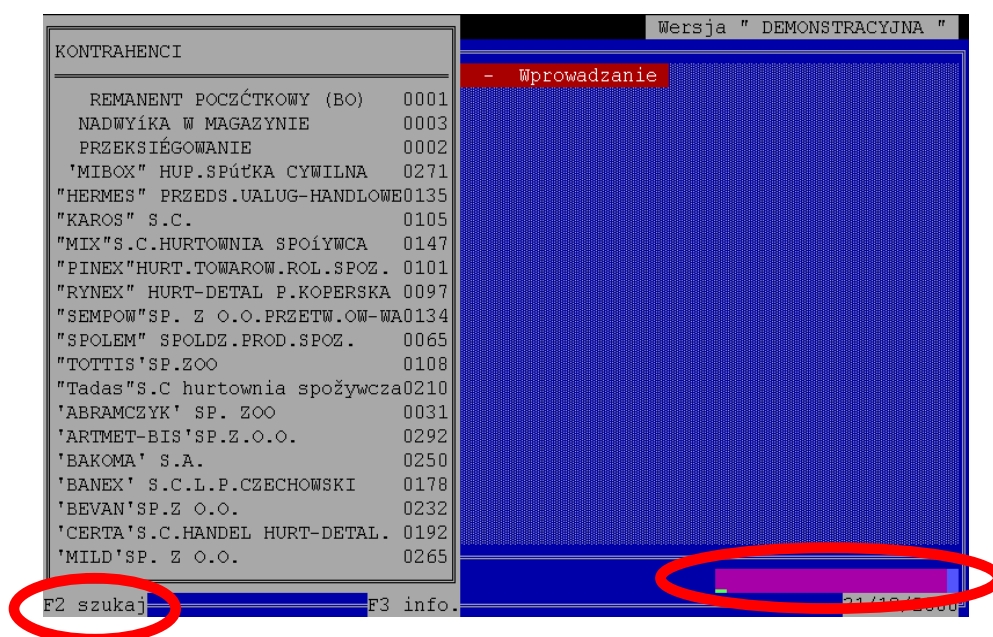 Wersja " DEMONSTRACYJNA "
KONTRAHENCI
- Wprowadzanie
REMANENT POCZĆTKOWY (BO) 0001
NADWYíKA W MAGAZYNIE 0003
PRZEKSIÉGOWANIE 0002
'MIBOX" HUP.SPúťKA CYWILNA 0271
"HERMES" PRZEDS.UALUG-HANDLOWE0135
"KAROS" S.C. 0105
"MIX"S.C.HURTOWNIA SPOíYWCA 0147
"PINEX"HURT.TOWAROW.ROL.SPOZ. 0101
"RYNEX" HURT-DETAL P.KOPERSKA 0097
"SEMPOW"SP. Z O.O.PRZETW.OW-WA0134
"SPOLEM" SPOLDZ.PROD.SPOZ. 0065
"TOTTIS'SP.ZOO 0108
"Tadas"S.C hurtownia spožywcza0210
'ABRAMCZYK' SP. ZOO 0031
'ARTMET-BIS'SP.Z.O.O. 0292
'BAKOMA' S.A. 0250
'BANEX' S.C.L.P.CZECHOWSKI 0178
'BEVAN'SP.Z O.O. 0232
'CERTA'S.C.HANDEL HURT-DETAL. 0192
'MILD'SP. Z O.O. 0265
F2 szukaj F3 info.